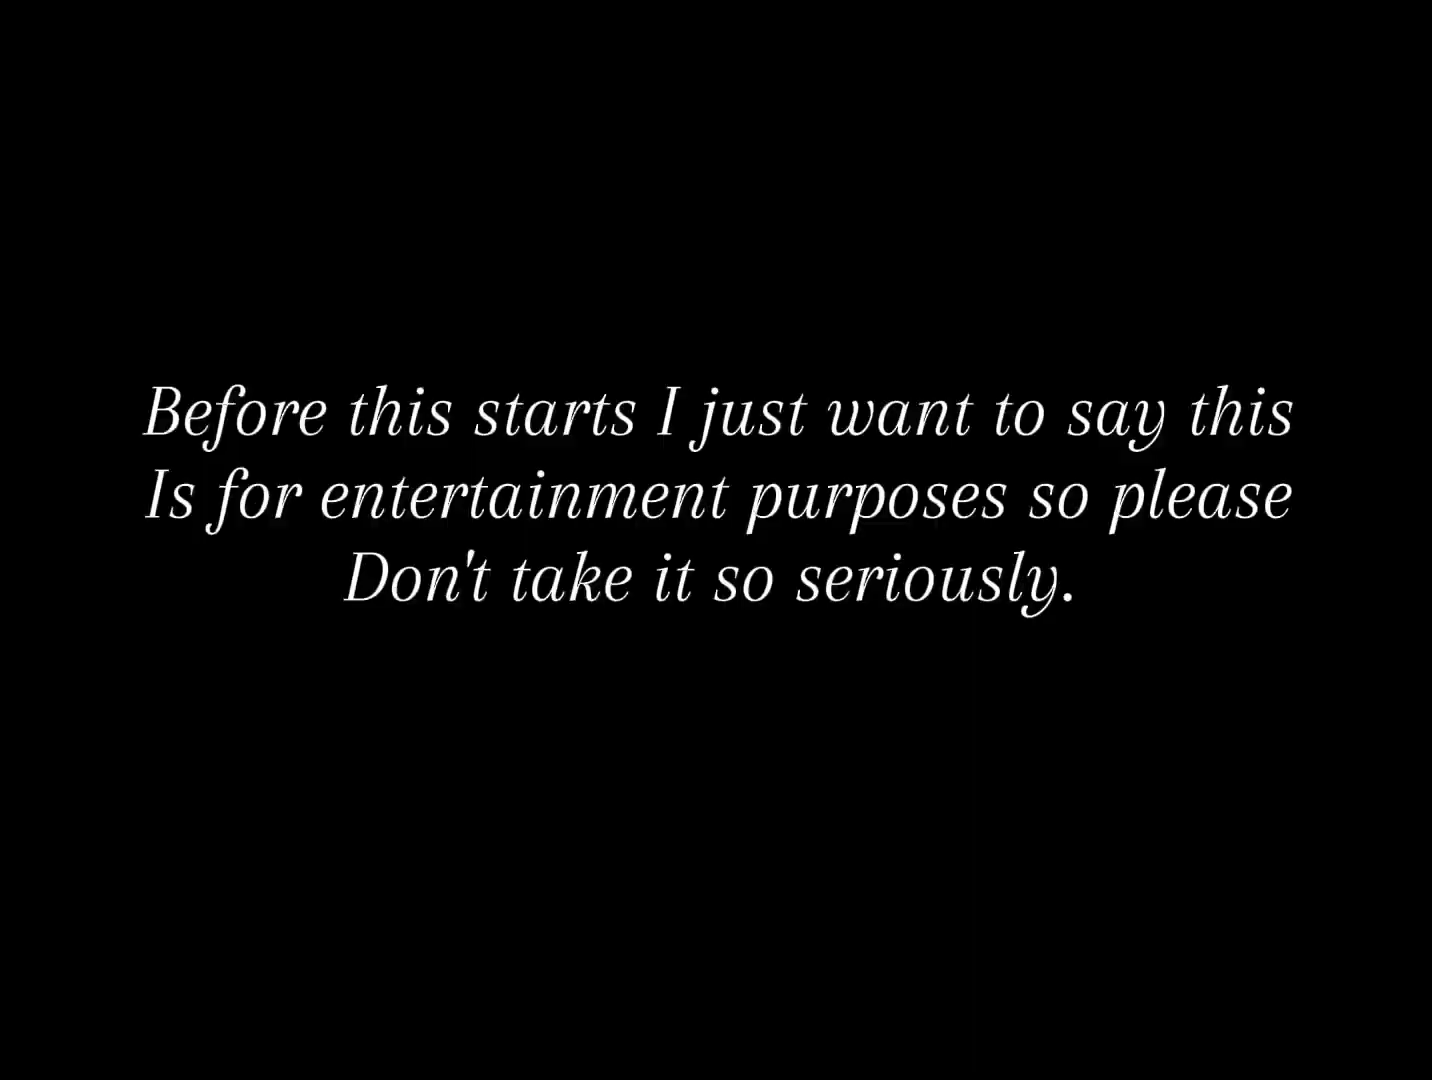 Before this starts I just want to say this
Is for entertainment purposes so please
Don't take it so seriously.